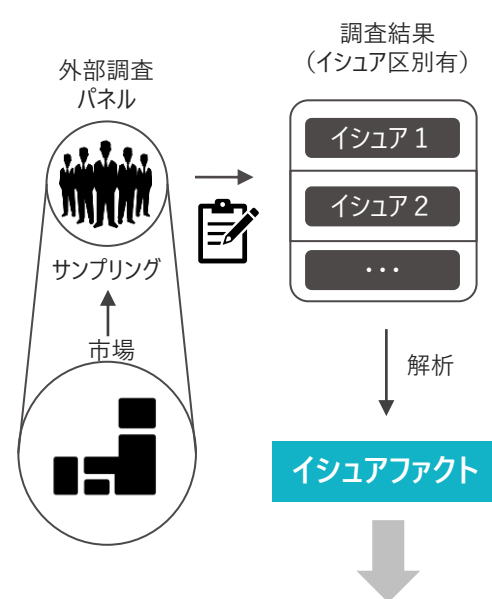 外部調査
パネル
サンプリング
市場
調査結果
（イシュア区別有）
イシュア 1
イシュア 2
・・・
解析
イシュアファクト